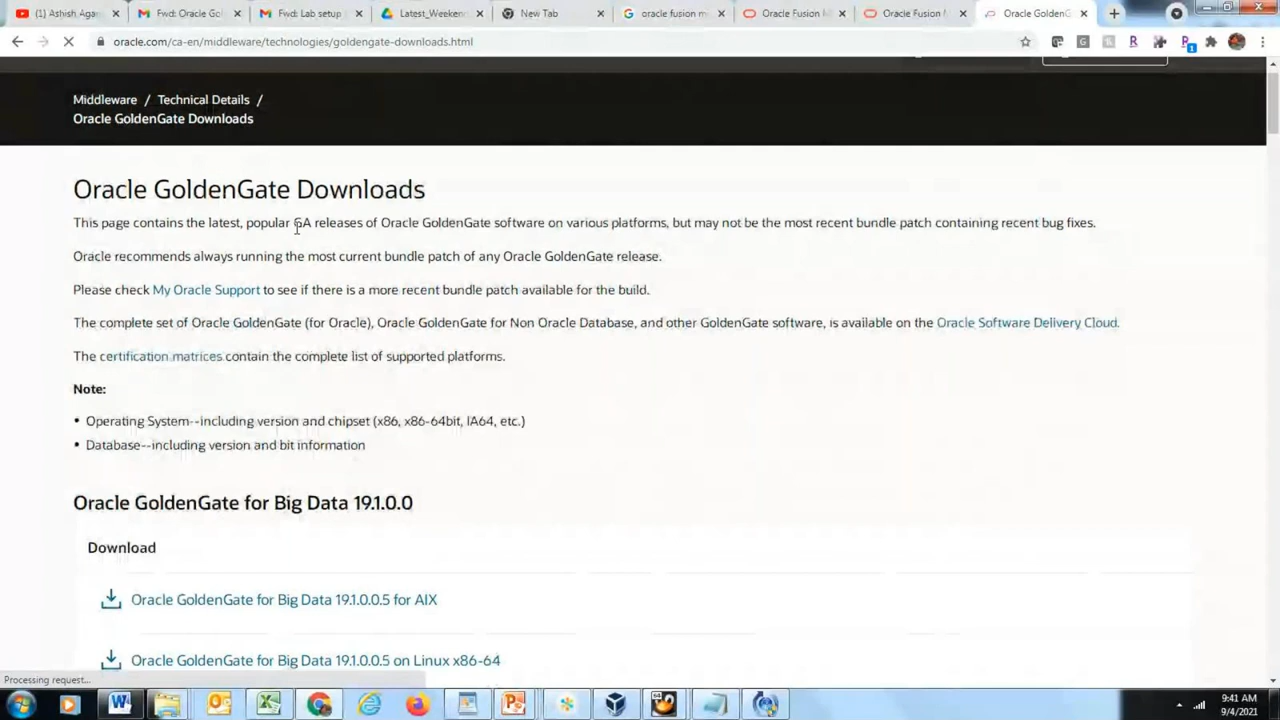 (1) Ashish Aga
Fwd: Oracle Gol
Fwd: Lab setup
Latest_Weeken
New Tab
oracle fusion m
Oracle Fusion M
Oracle Fusion M
Oracle GoldenG
oracle.com/ca-en/middleware/technologies/goldengate-downloads.html
Middleware / Technical Details /
Oracle GoldenGate Downloads
Oracle GoldenGate Downloads
This page contains the latest, popular GA releases of Oracle GoldenGate software on various platforms, but may not be the most recent bundle patch containing recent bug fixes.
Oracle recommends always running the most current bundle patch of any Oracle GoldenGate release.
Please check My Oracle Support to see if there is a more recent bundle patch available for the build.
The complete set of Oracle GoldenGate (for Oracle), Oracle GoldenGate for Non Oracle Database, and other GoldenGate software, is available on the Oracle Software Delivery Cloud.
The certification matrices contain the complete list of supported platforms.
Note:
• Operating System--including version and chipset (x86, x86-64bit, IA64, etc.)
• Database--including version and bit information
Oracle GoldenGate for Big Data 19.1.0.0
Download
Oracle GoldenGate for Big Data 19.1.0.0.5 for AIX
Oracle GoldenGate for Big Data 19.1.0.0.5 on Linux x86-64
Processing request...
9:41 AM
9/4/2021